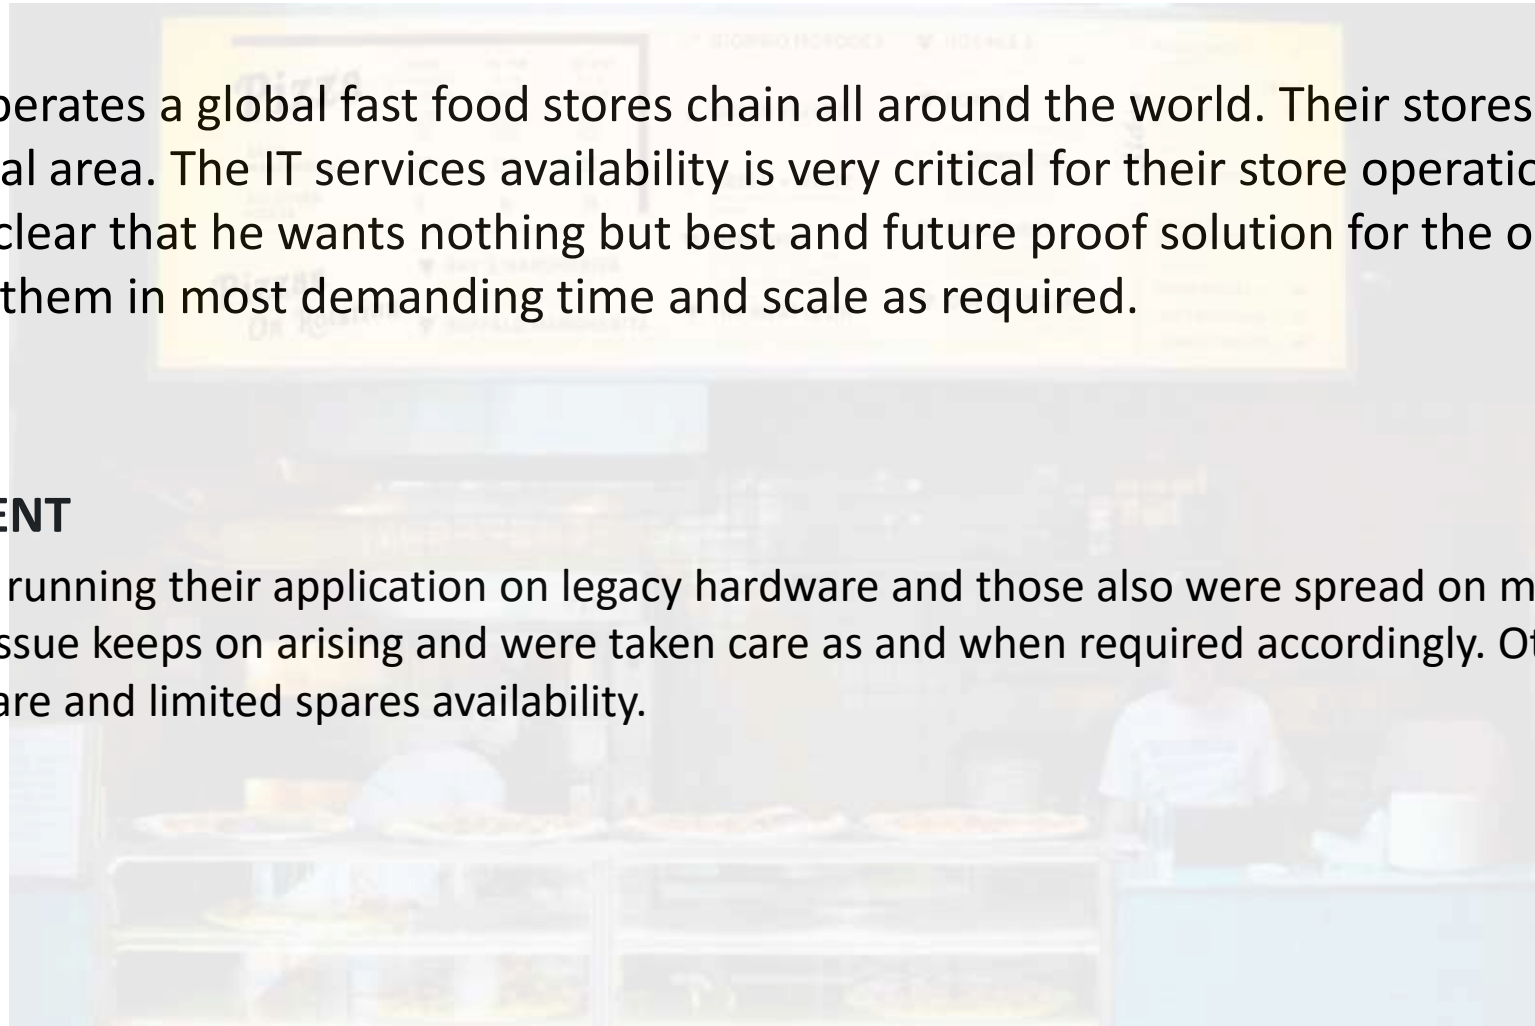 perates a global fast food stores chain all around the world. Their stores
al area. The IT services availability is very critical for their store operatio
clear that he wants nothing but best and future proof solution for the o
them in most demanding time and scale as required.
ENT
running their application on legacy hardware and those also were spread on m
ssue keeps on arising and were taken care as and when required accordingly. Ot
are and limited spares availability.